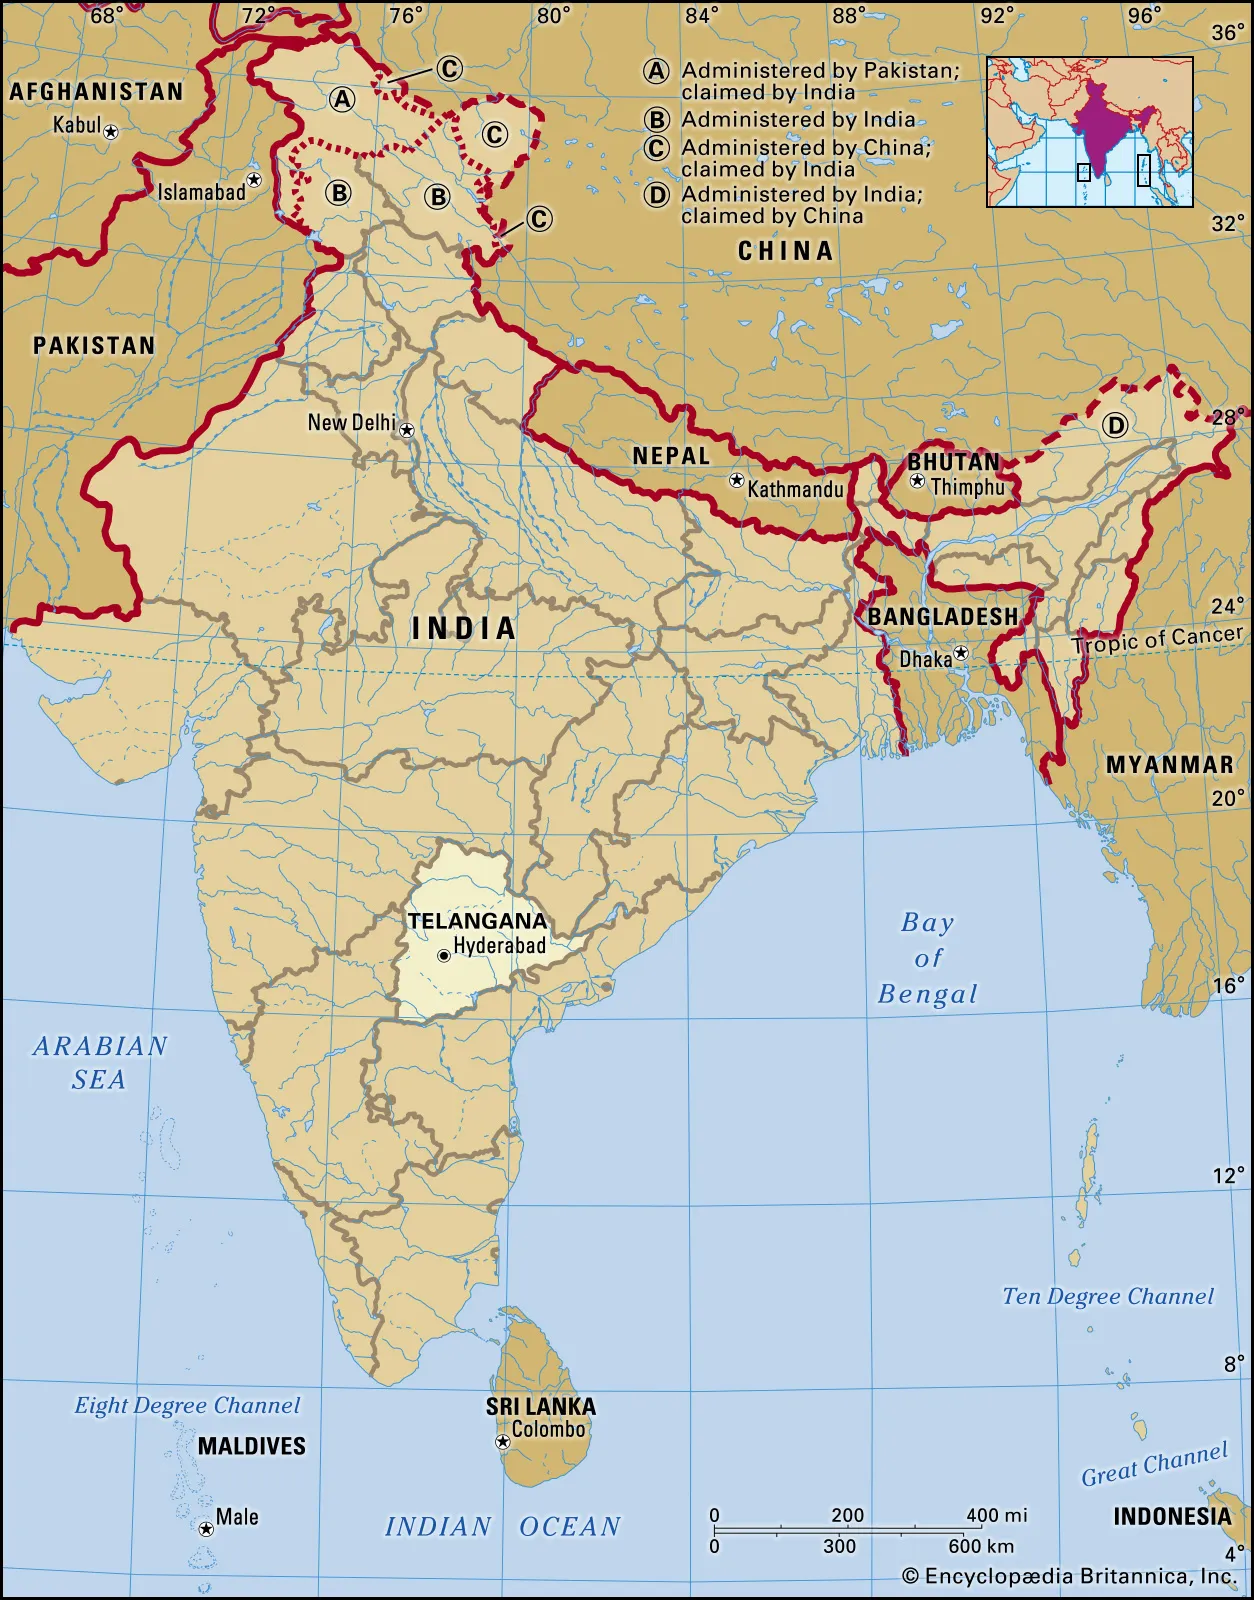 68°
72°
76°
80°
84°
88°
92°
96°
36°
AFGHANISTAN
Kabul
Islamabad
A
C
C
B
B
C
A Administered by Pakistan;
claimed by India
B Administered by India
C Administered by China;
claimed by India
D Administered by India;
claimed by China
32°
CHINA
PAKISTAN
New Delhi
NEPAL
Kathmandu
BHUTAN
Thimphu
D
28°
INDIA
BANGLADESH
Dhaka
24°
Tropic of Cancer
MYANMAR
20°
TELANGANA
Hyderabad
Bay
of
Bengal
16°
ARABIAN
SEA
12°
Ten Degree Channel
8°
Eight Degree Channel
MALDIVES
Male
SRI LANKA
Colombo
Great Channel
INDONESIA
INDIAN OCEAN
0 200 400 mi
0 300 600 km
4°
© Encyclopædia Britannica, Inc.